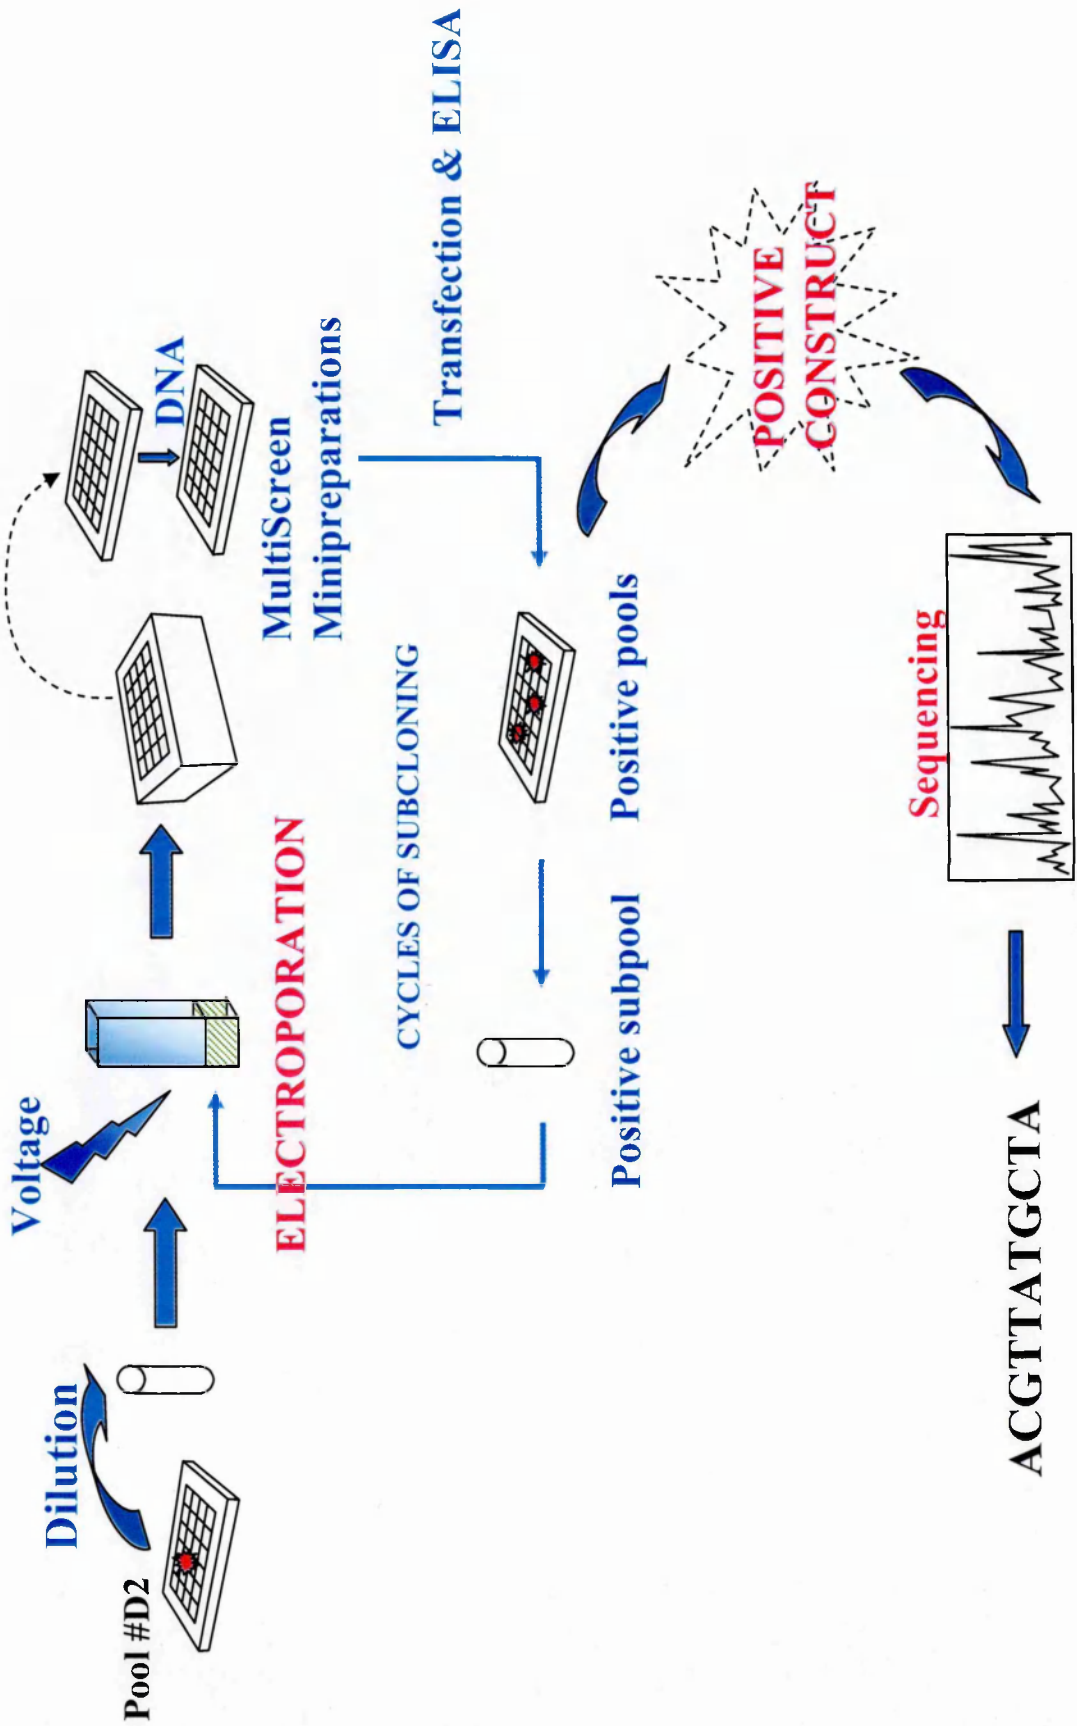 Pool #D2
Dilution
Voltage
ELECTROPORATION
DNA
MultiScreen
Minipreparations
Transfection & ELISA
CYCLES OF SUBCLONING
Positive subpool
Positive pools
POSITIVE
CONSTRUCT
Sequencing
ACGTTATGCTA